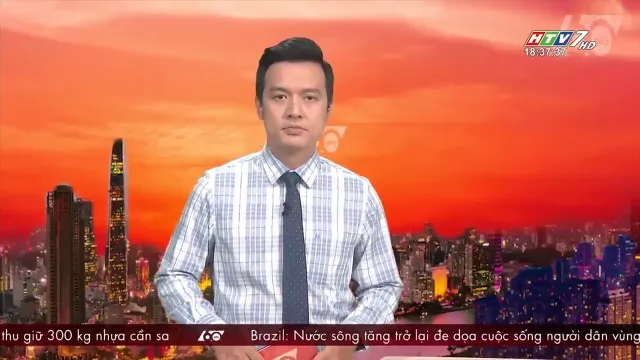 HTV7 HD
18:37:37
thu giữ 300 kg nhựa cần sa 60 Brazil: Nước sông tăng trở lại đe dọa cuộc sống người dân vùng